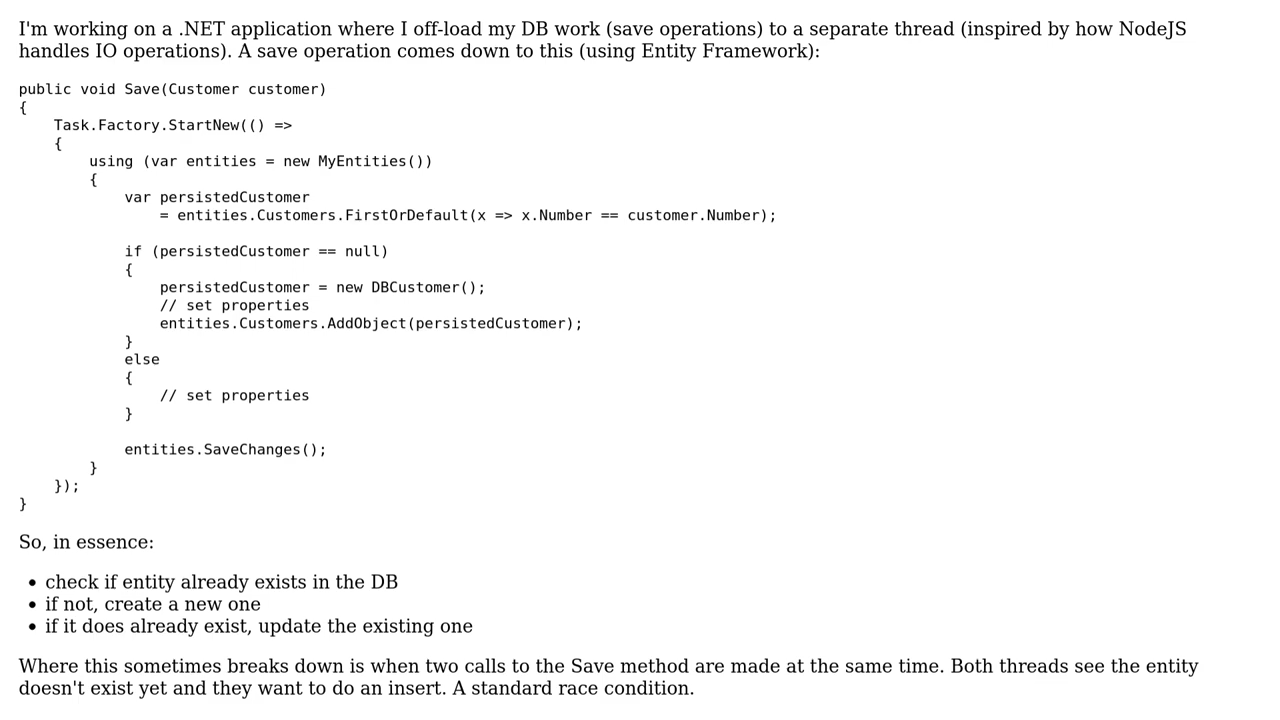 I'm working on a .NET application where I off-load my DB work (save operations) to a separate thread (inspired by how NodeJS
handles IO operations). A save operation comes down to this (using Entity Framework):
public void Save(Customer customer)
{
    Task.Factory.StartNew(() =>
    {
        using (var entities = new MyEntities())
        {
            var persistedCustomer
                = entities.Customers.FirstOrDefault(x => x.Number == customer.Number);

            if (persistedCustomer == null)
            {
                persistedCustomer = new DBCustomer();
                // set properties
                entities.Customers.AddObject(persistedCustomer);
            }
            else
            {
                // set properties
            }

            entities.SaveChanges();
        }
    });
}
So, in essence:
• check if entity already exists in the DB
• if not, create a new one
• if it does already exist, update the existing one
Where this sometimes breaks down is when two calls to the Save method are made at the same time. Both threads see the entity
doesn't exist yet and they want to do an insert. A standard race condition.